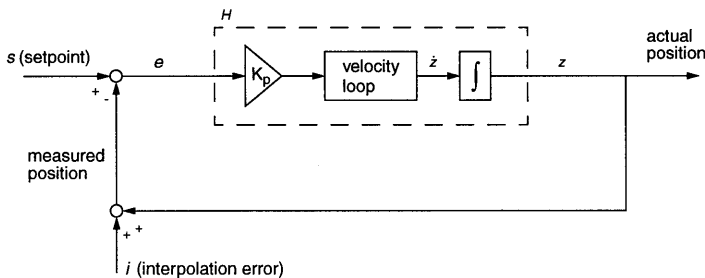 H
actual
position
s (setpoint)
e
K_p
velocity
loop
ż
∫
z
+ -
measured
position
+ +
i (interpolation error)